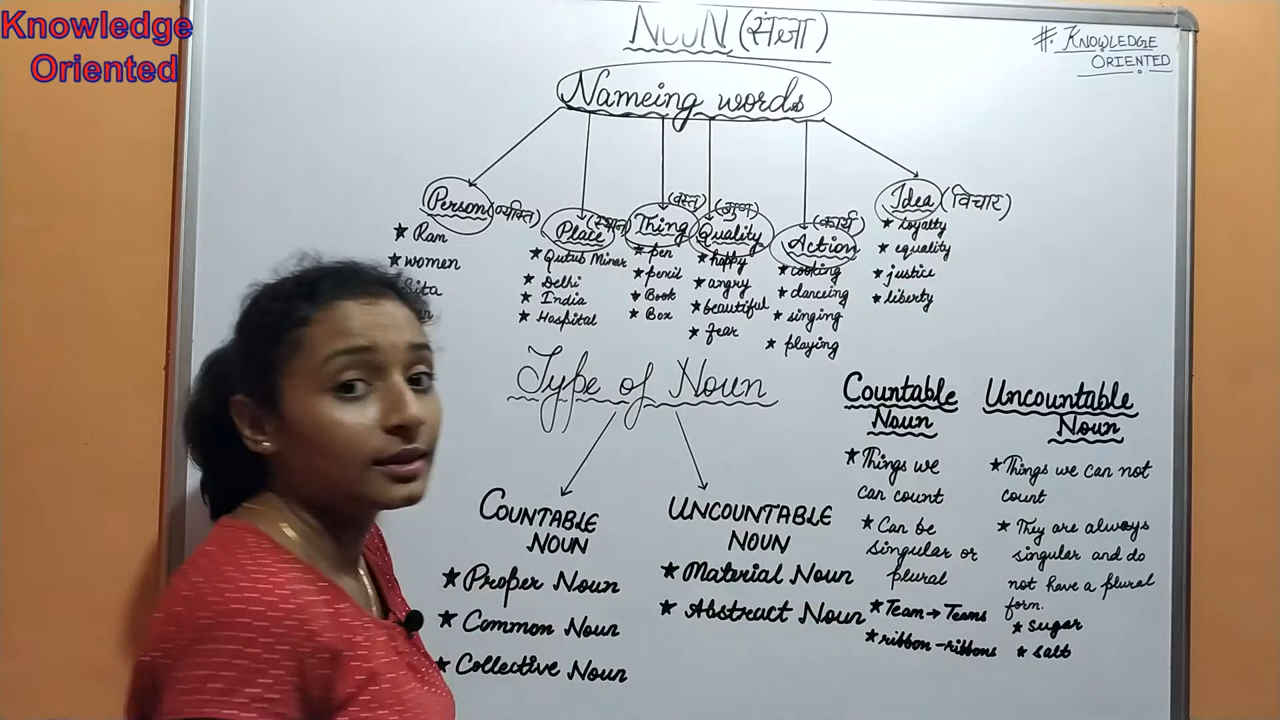 Knowledge
Oriented
NOUN (संज्ञा)
#. KNOWLEDGE
ORIENTED
Nameing words
Person (व्यक्ति)
★ Ram
★ women
Sita
Place (स्थान)
★ Qutub Minar
★ Delhi
★ India
★ Hospital
Thing (वस्तु)
★ pen
★ pencil
★ Book
★ Box
Quality (गुन)
★ happy
★ angry
★ beautiful
★ fear
Action (कार्य)
★ cooking
★ danceing
★ singing
★ playing
Idea (विचार)
★ loyalty
★ equality
★ justice
★ liberty
Type of Noun
COUNTABLE
NOUN
★ Proper Noun
★ Common Noun
★ Collective Noun
UNCOUNTABLE
NOUN
★ Material Noun
★ Abstract Noun
Countable
Noun
★ Things we
can count
★ Can be
singular or
plural
★ Team → Teams
★ ribbon - ribbons
Uncountable
Noun
★ Things we can not
count
★ They are always
singular and do
not have a plural
form.
★ sugar
★ salt